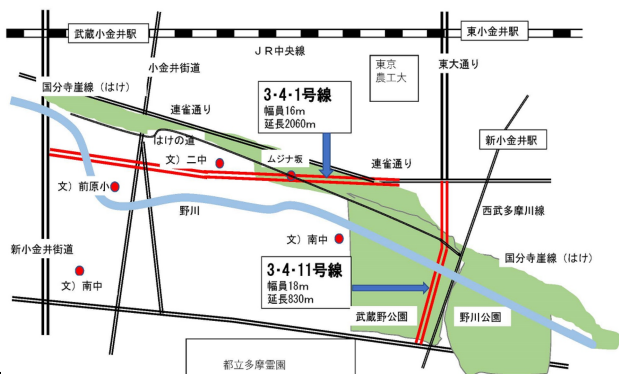 武蔵小金井駅
東小金井駅
JR中央線
小金井街道
東京
農工大
東大通り
国分寺崖線（はけ）
3･4･1号線
幅員16m
延長2060m
連雀通り
新小金井駅
はけの道
文）二中
ムジナ坂
連雀通り
文）前原小
野川
西武多摩川線
文）南中
新小金井街道
国分寺崖線（はけ）
3･4･11号線
幅員18m
延長830m
文）南中
武蔵野公園
野川公園
都立多摩霊園